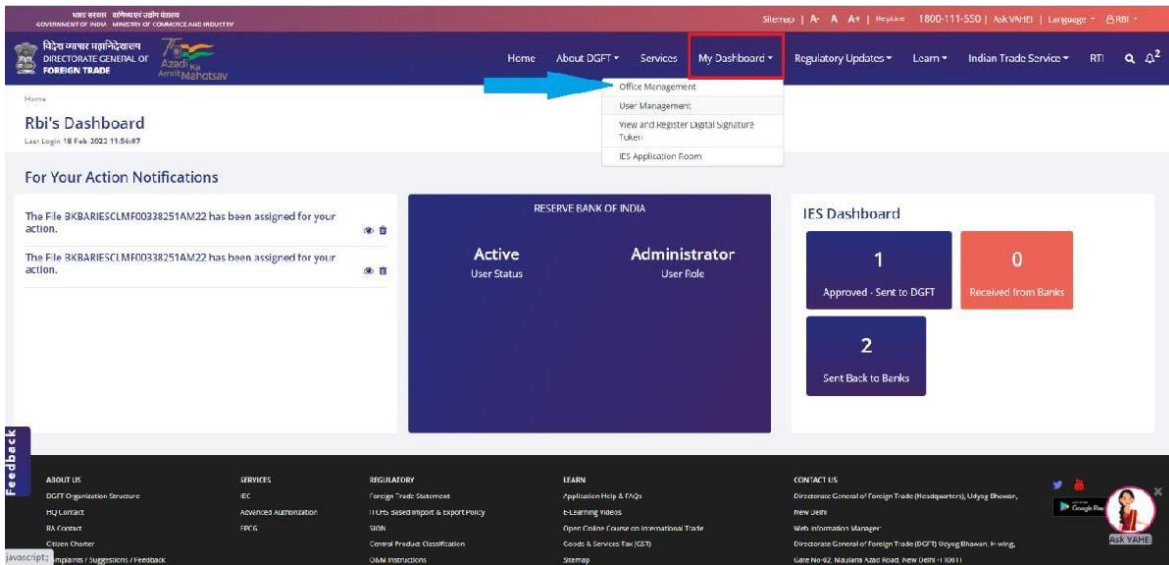 भारत सरकार वाणिज्य एवं उद्योग मंत्रालय
GOVERNMENT OF INDIA MINISTRY OF COMMERCE AND INDUSTRY
Sitemap | A- A A+ | Helpline 1800-111-550 | Ask VAHEI | Language RBI
विदेश व्यापार महानिदेशालय
DIRECTORATE GENERAL OF
FOREIGN TRADE
Azadi Ka
Amrit Mahotsav
Home About DGFT Services My Dashboard Regulatory Updates Learn Indian Trade Service RTI 2
Office Management
User Management
View and Register Digital Signature
Token
IES Application Room
Home
Rbi's Dashboard
Last Login 18 Feb 2022 11:56:07
For Your Action Notifications
The File BKBARIESCLMF00338251AM22 has been assigned for your
action.
The File BKBARIESCLMF00338251AM22 has been assigned for your
action.
RESERVE BANK OF INDIA
Active
User Status
Administrator
User Role
IES Dashboard
1
Approved - Sent to DGFT
0
Received from Banks
2
Sent Back to Banks
Feedback
ABOUT US
DGFT Organization Structure
HQ Contact
RA Contact
Citizen Charter
Complaints / Suggestions / Feedback
SERVICES
IEC
Advanced Authorization
EPCG
REGULATORY
Foreign Trade Statement
ITCHS Based Import & Export Policy
SION
Central Product Classification
O&M Instructions
LEARN
Application Help & FAQs
E-Learning Videos
Open Online Course on International Trade
Goods & Services Tax (GST)
Sitemap
CONTACT US
Directorate General of Foreign Trade (Headquarters), Udyog Bhawan,
New Delhi
Web Information Manager:
Directorate General of Foreign Trade (DGFT) Udyog Bhawan, H-wing,
Gate No-02, Maulana Azad Road, New Delhi -110011
Google Play
Ask VAHEI
javascript:;